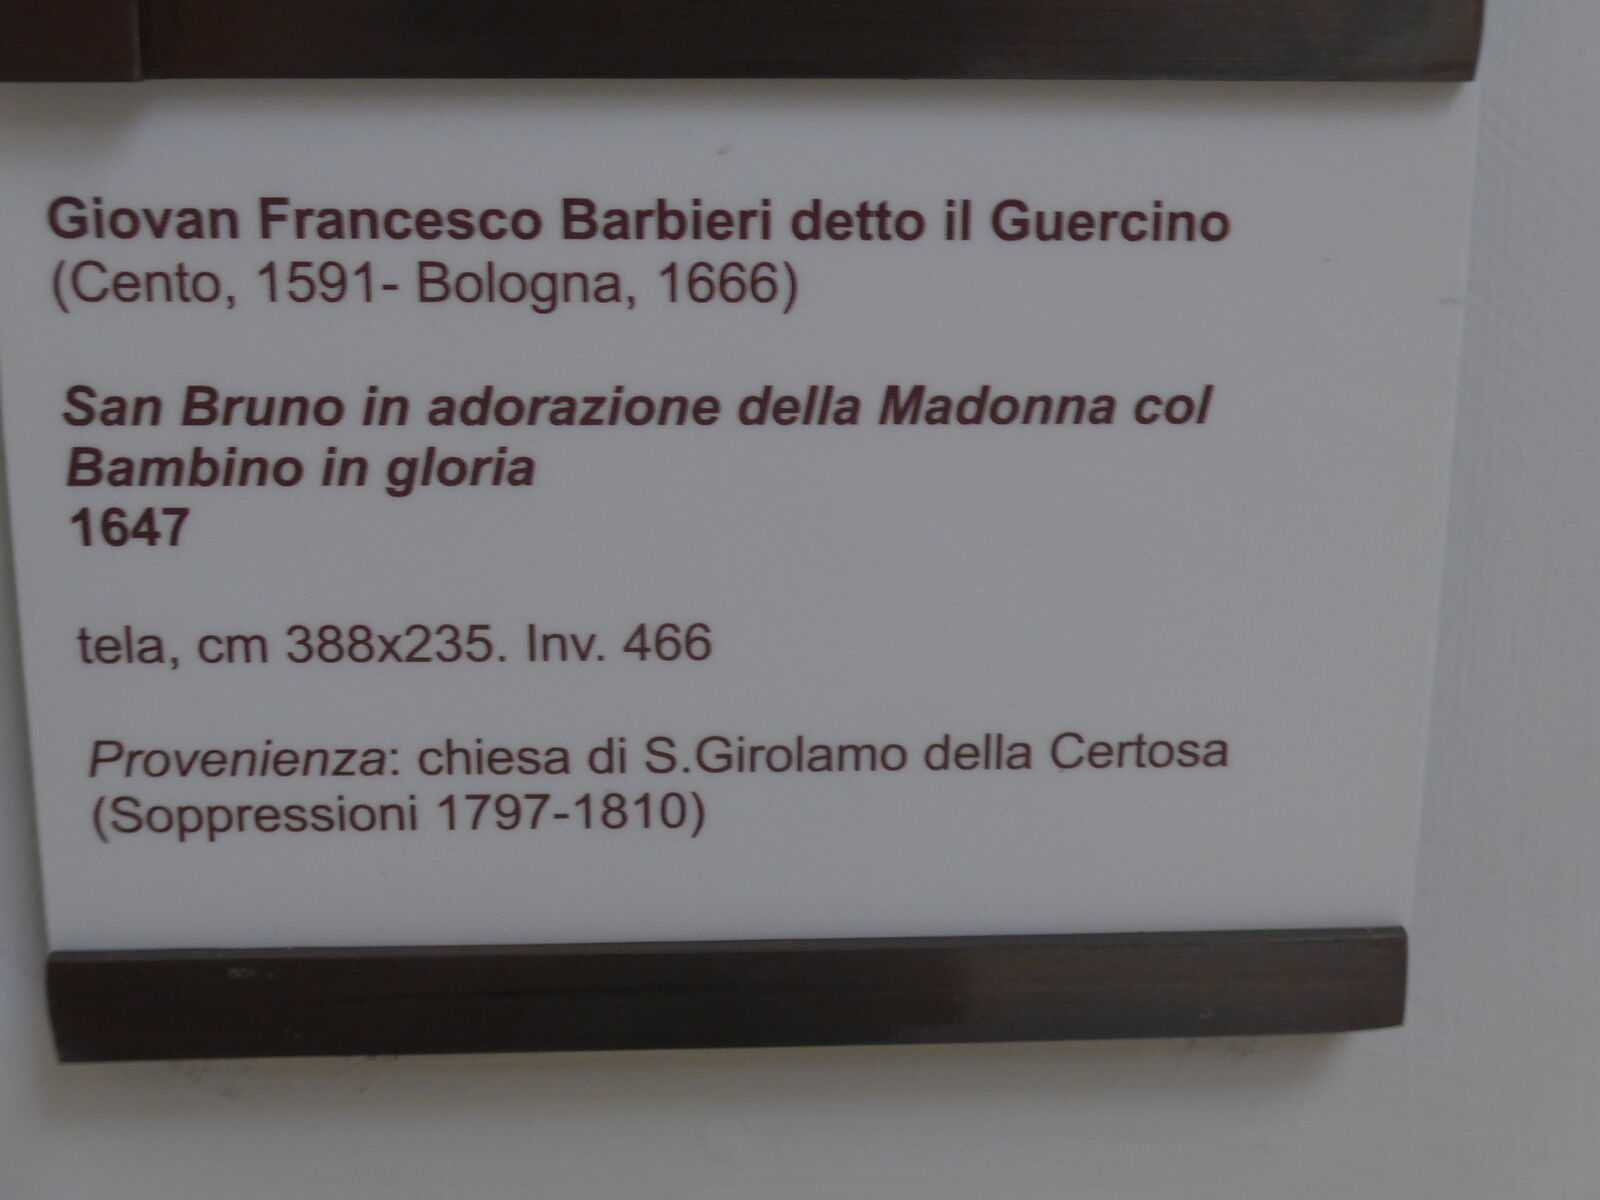 Giovan Francesco Barbieri detto il Guercino
(Cento, 1591- Bologna, 1666)
San Bruno in adorazione della Madonna col
Bambino in gloria
1647
tela, cm 388x235. Inv. 466
Provenienza: chiesa di S.Girolamo della Certosa
(Soppressioni 1797-1810)